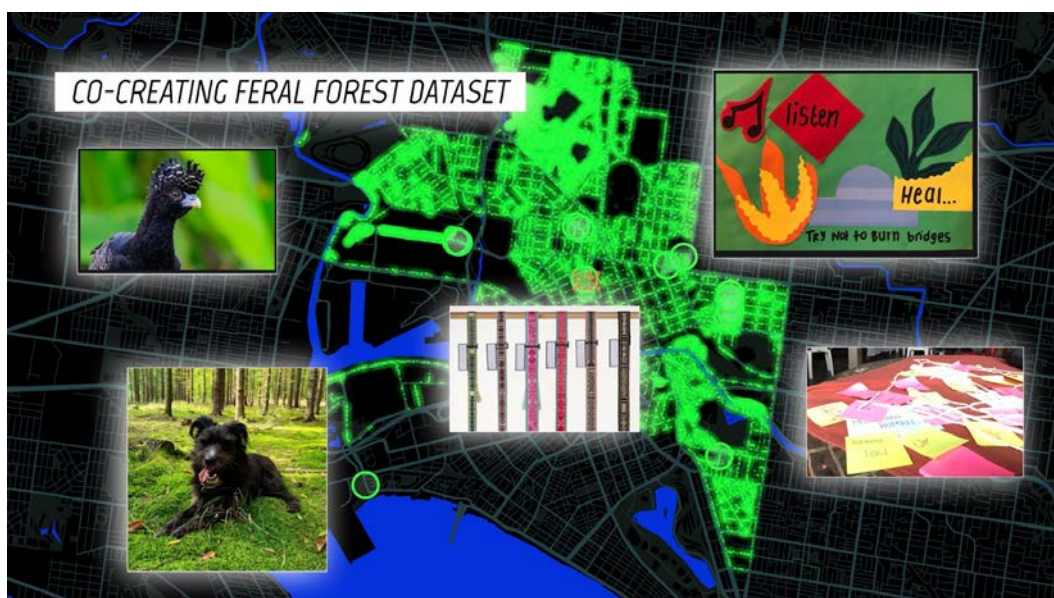 CO-CREATING FERAL FOREST DATASET
listen
Heal...
TRY Not to BURN bridges